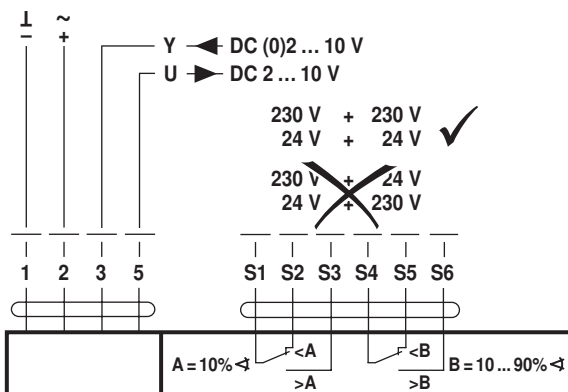 ⊥ ~
– +
Y ◄ DC (0)2 ... 10 V
U ► DC 2 ... 10 V
230 V + 230 V
24 V + 24 V
230 V + 24 V
24 V + 230 V
1 2 3 5 S1 S2 S3 S4 S5 S6
A = 10% ∢ <A <B B = 10 ... 90% ∢
>A >B